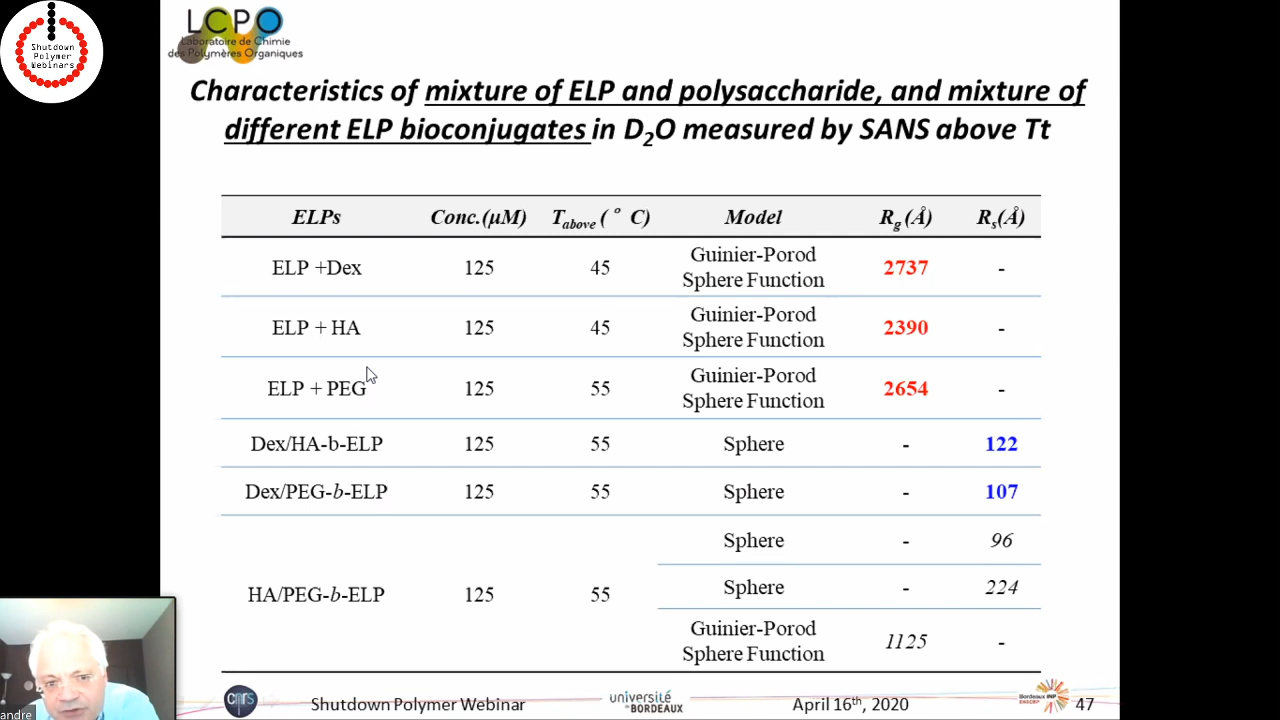 Shutdown
Polymer
Webinars
LCPO
Laboratoire de Chimie
des Polymères Organiques
Characteristics of mixture of ELP and polysaccharide, and mixture of
different ELP bioconjugates in D₂O measured by SANS above Tt
ELPs Conc.(µM) Tabove ( ° C) Model Rg (Å) Rs(Å)
ELP +Dex 125 45 Guinier-Porod Sphere Function 2737 -
ELP + HA 125 45 Guinier-Porod Sphere Function 2390 -
ELP + PEG 125 55 Guinier-Porod Sphere Function 2654 -
Dex/HA-b-ELP 125 55 Sphere - 122
Dex/PEG-b-ELP 125 55 Sphere - 107
HA/PEG-b-ELP 125 55 Sphere - 96
Sphere - 224
Guinier-Porod Sphere Function 1125 -
andre
cnrs
Shutdown Polymer Webinar
université
de BORDEAUX
April 16th, 2020
Bordeaux INP
47